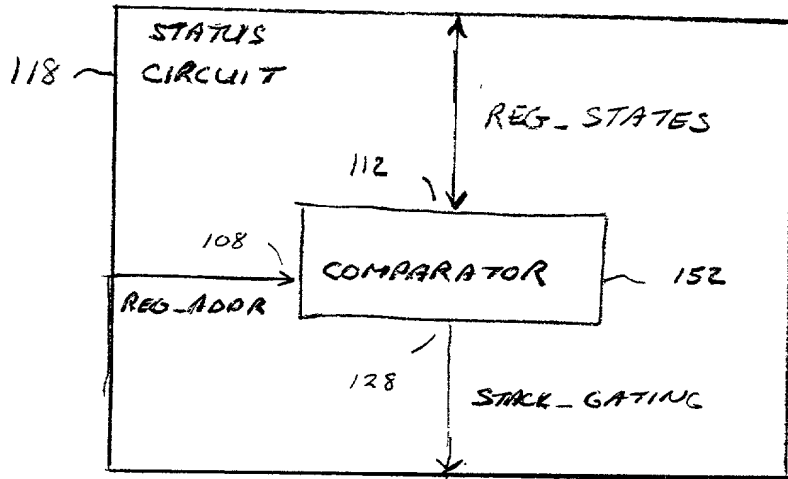 STATUS
CIRCUIT
118
REG_STATES
112
108
COMPARATOR
152
REG_ADDR
128
STACK_GATING